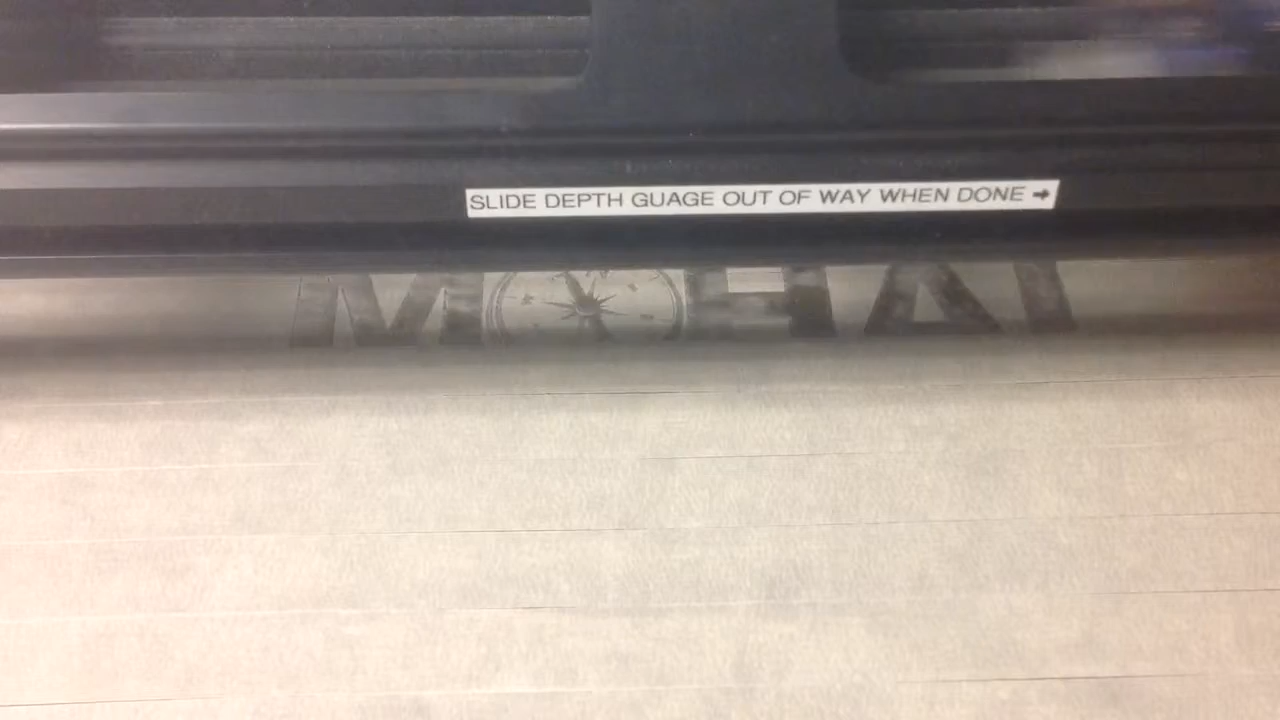 SLIDE DEPTH GUAGE OUT OF WAY WHEN DONE →